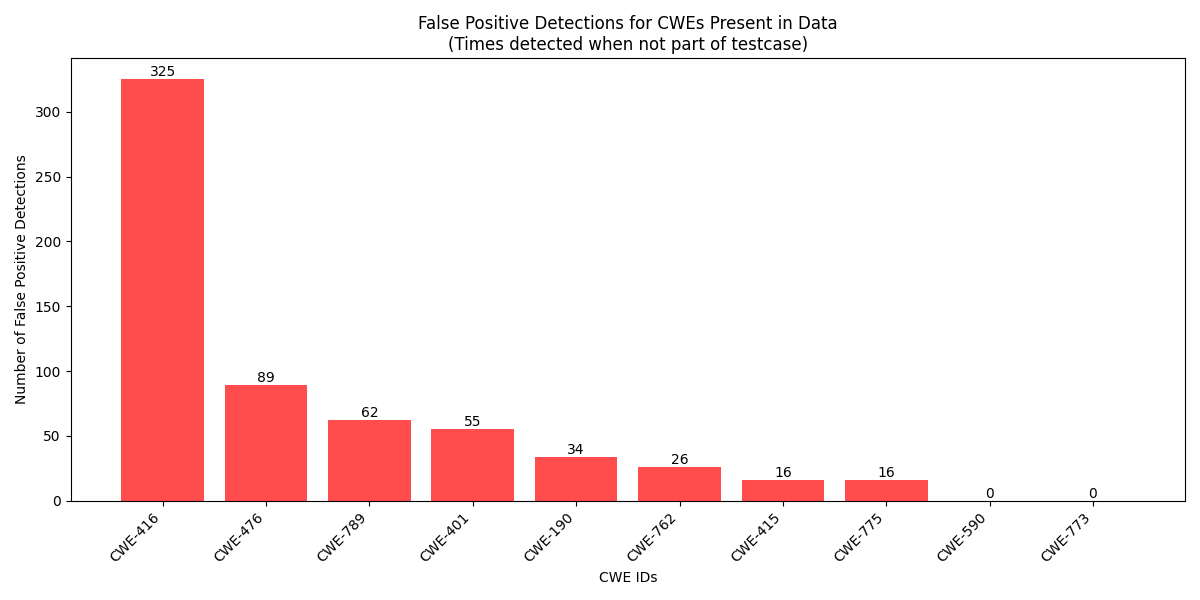 False Positive Detections for CWEs Present in Data
(Times detected when not part of testcase)
Number of False Positive Detections
300
250
200
150
100
50
0
325
89
62
55
34
26
16
16
0
0
CWE-416
CWE-476
CWE-789
CWE-401
CWE-190
CWE-762
CWE-415
CWE-775
CWE-590
CWE-773
CWE IDs